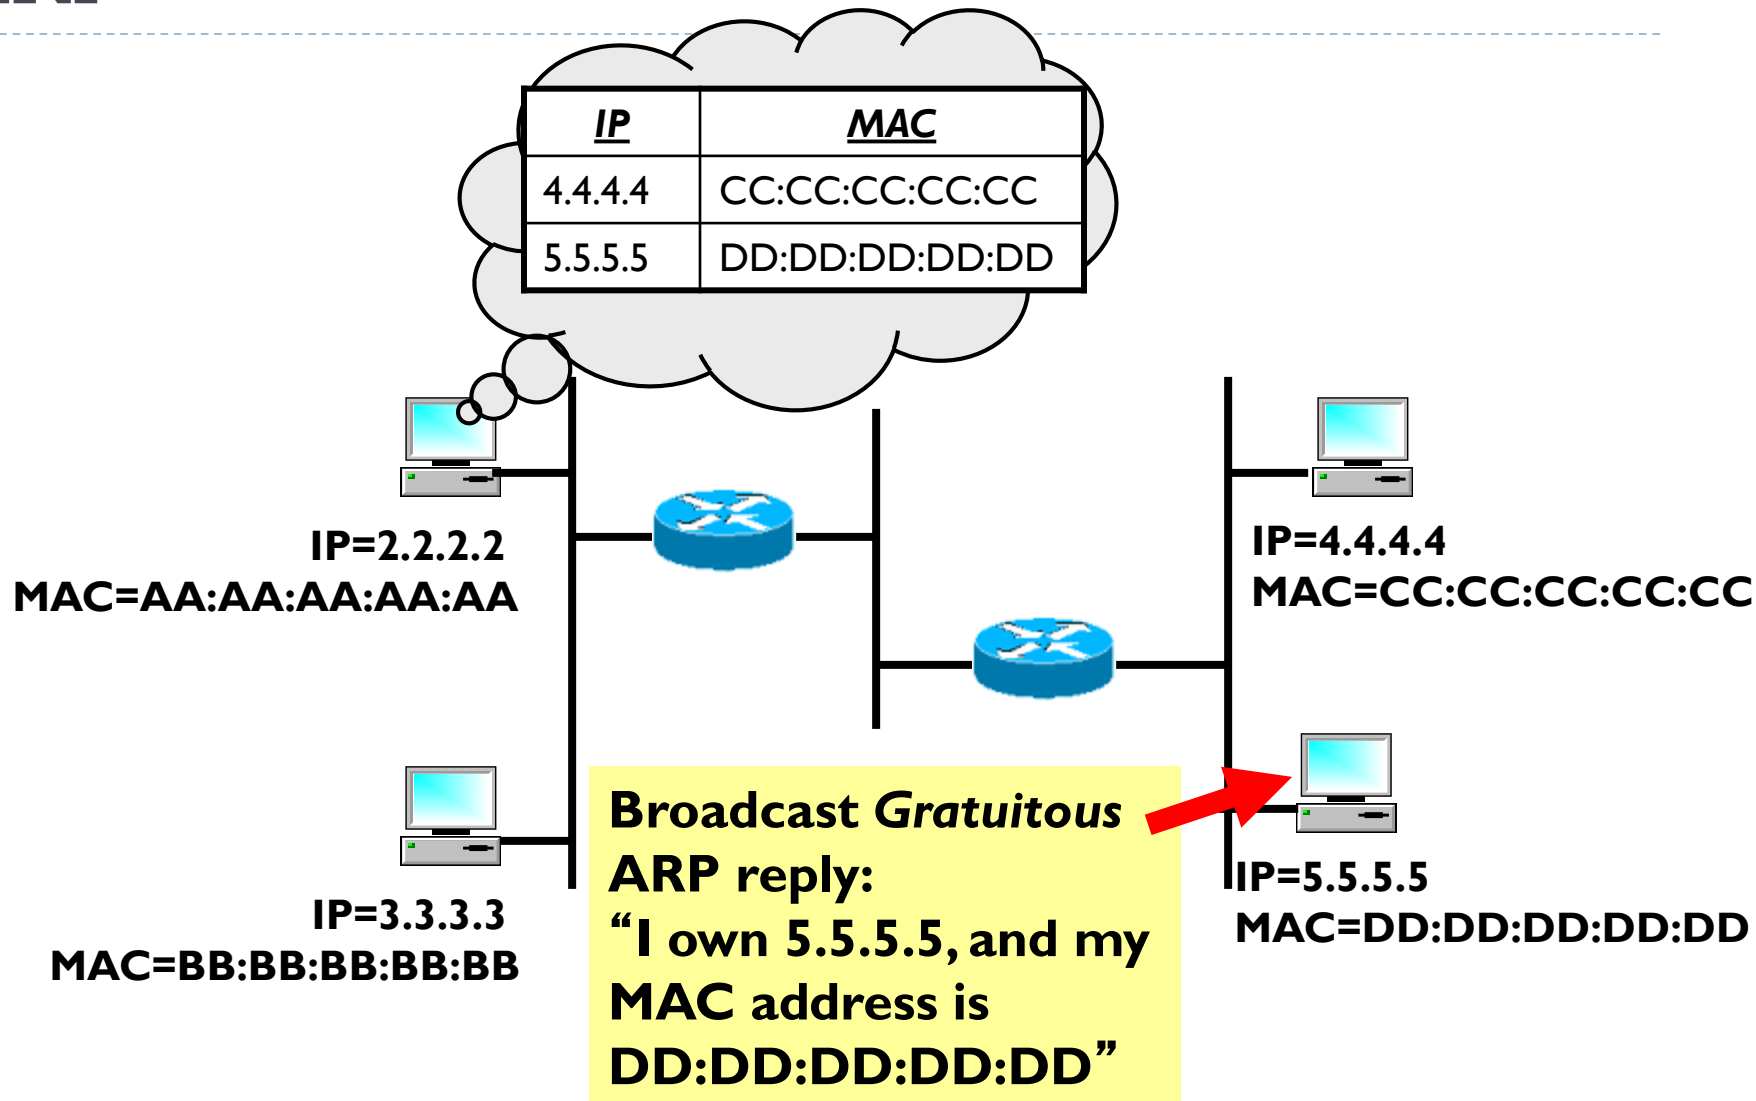 IP MAC
4.4.4.4 CC:CC:CC:CC:CC
5.5.5.5 DD:DD:DD:DD:DD
IP=2.2.2.2
MAC=AA:AA:AA:AA:AA
IP=4.4.4.4
MAC=CC:CC:CC:CC:CC
IP=3.3.3.3
MAC=BB:BB:BB:BB:BB
Broadcast Gratuitous
ARP reply:
“I own 5.5.5.5, and my
MAC address is
DD:DD:DD:DD:DD”
IP=5.5.5.5
MAC=DD:DD:DD:DD:DD